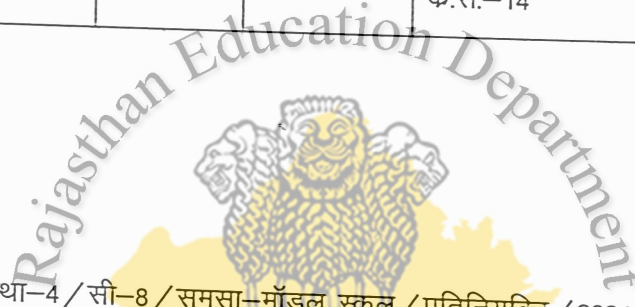 क.सं.–14
Rajasthan Education Department
था–4 / सी–8 / समसा–मॉडल स्कूल /